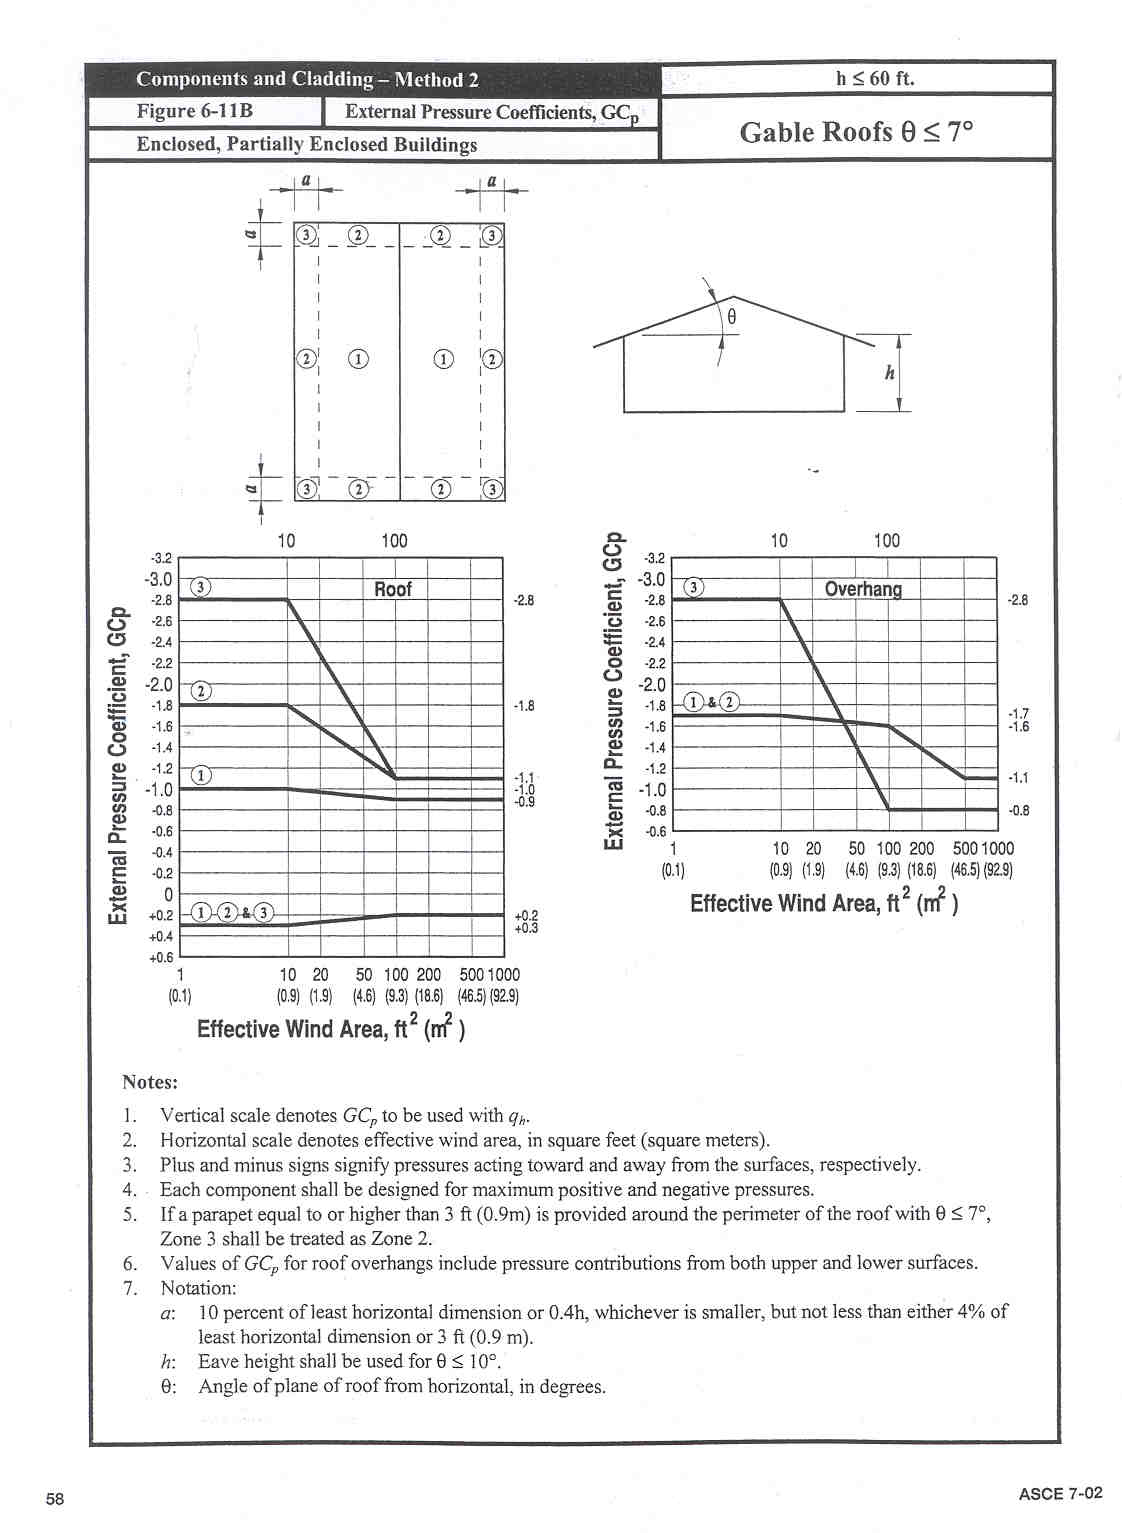 Components and Cladding – Method 2
h ≤ 60 ft.
Figure 6-11B
External Pressure Coefficients, GCp
Gable Roofs θ ≤ 7°
Enclosed, Partially Enclosed Buildings
a
a
a
3 2 2 3
2 1 1 2
a
3 2 2 3
θ
h
10 100
External Pressure Coefficient, GCp
-3.2
-3.0
-2.8
-2.6
-2.4
-2.2
-2.0
-1.8
-1.6
-1.4
-1.2
-1.0
-0.8
-0.6
-0.4
-0.2
0
+0.2
+0.4
+0.6
Roof
3
2
1
1 2 & 3
-2.8
-1.8
-1.1
-1.0
-0.9
+0.2
+0.3
1 10 20 50 100 200 500 1000
(0.1) (0.9) (1.9) (4.6) (9.3) (18.6) (46.5) (92.9)
Effective Wind Area, ft2 (m2 )
10 100
External Pressure Coefficient, GCp
-3.2
-3.0
-2.8
-2.6
-2.4
-2.2
-2.0
-1.8
-1.6
-1.4
-1.2
-1.0
-0.8
-0.6
Overhang
3
1 & 2
-2.8
-1.7
-1.6
-1.1
-0.8
1 10 20 50 100 200 500 1000
(0.1) (0.9) (1.9) (4.6) (9.3) (18.6) (46.5) (92.9)
Effective Wind Area, ft2 (m2 )
Notes:
1. Vertical scale denotes GCp to be used with qh.
2. Horizontal scale denotes effective wind area, in square feet (square meters).
3. Plus and minus signs signify pressures acting toward and away from the surfaces, respectively.
4. Each component shall be designed for maximum positive and negative pressures.
5. If a parapet equal to or higher than 3 ft (0.9m) is provided around the perimeter of the roof with θ ≤ 7°,
Zone 3 shall be treated as Zone 2.
6. Values of GCp for roof overhangs include pressure contributions from both upper and lower surfaces.
7. Notation:
a: 10 percent of least horizontal dimension or 0.4h, whichever is smaller, but not less than either 4% of
least horizontal dimension or 3 ft (0.9 m).
h: Eave height shall be used for θ ≤ 10°.
θ: Angle of plane of roof from horizontal, in degrees.
58
ASCE 7-02